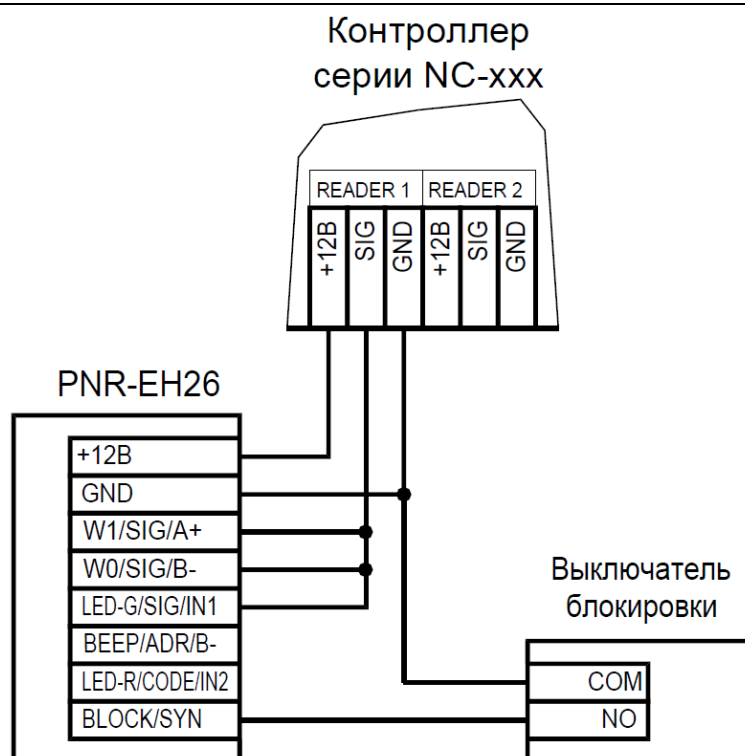 Контроллер
серии NC-xxx
READER 1 READER 2
+12В SIG GND +12В SIG GND
PNR-EH26
+12В
GND
W1/SIG/A+
W0/SIG/B-
LED-G/SIG/IN1
BEEP/ADR/B-
LED-R/CODE/IN2
BLOCK/SYN
Выключатель
блокировки
COM
NO